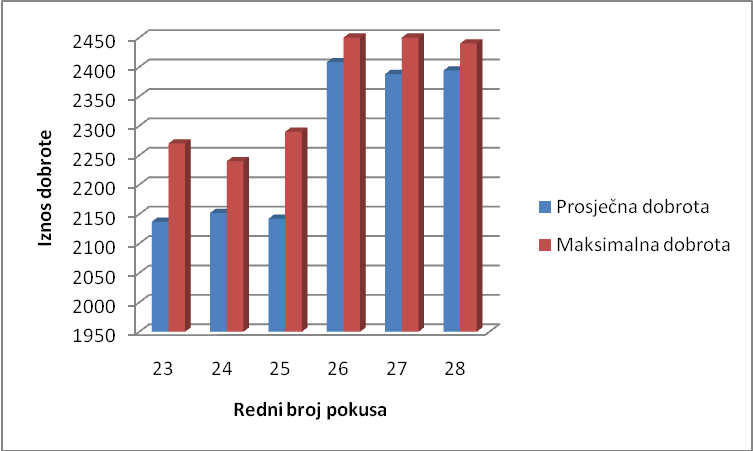 Iznos dobrote
2450
2400
2350
2300
2250
2200
2150
2100
2050
2000
1950
23 24 25 26 27 28
Redni broj pokusa
Prosječna dobrota
Maksimalna dobrota